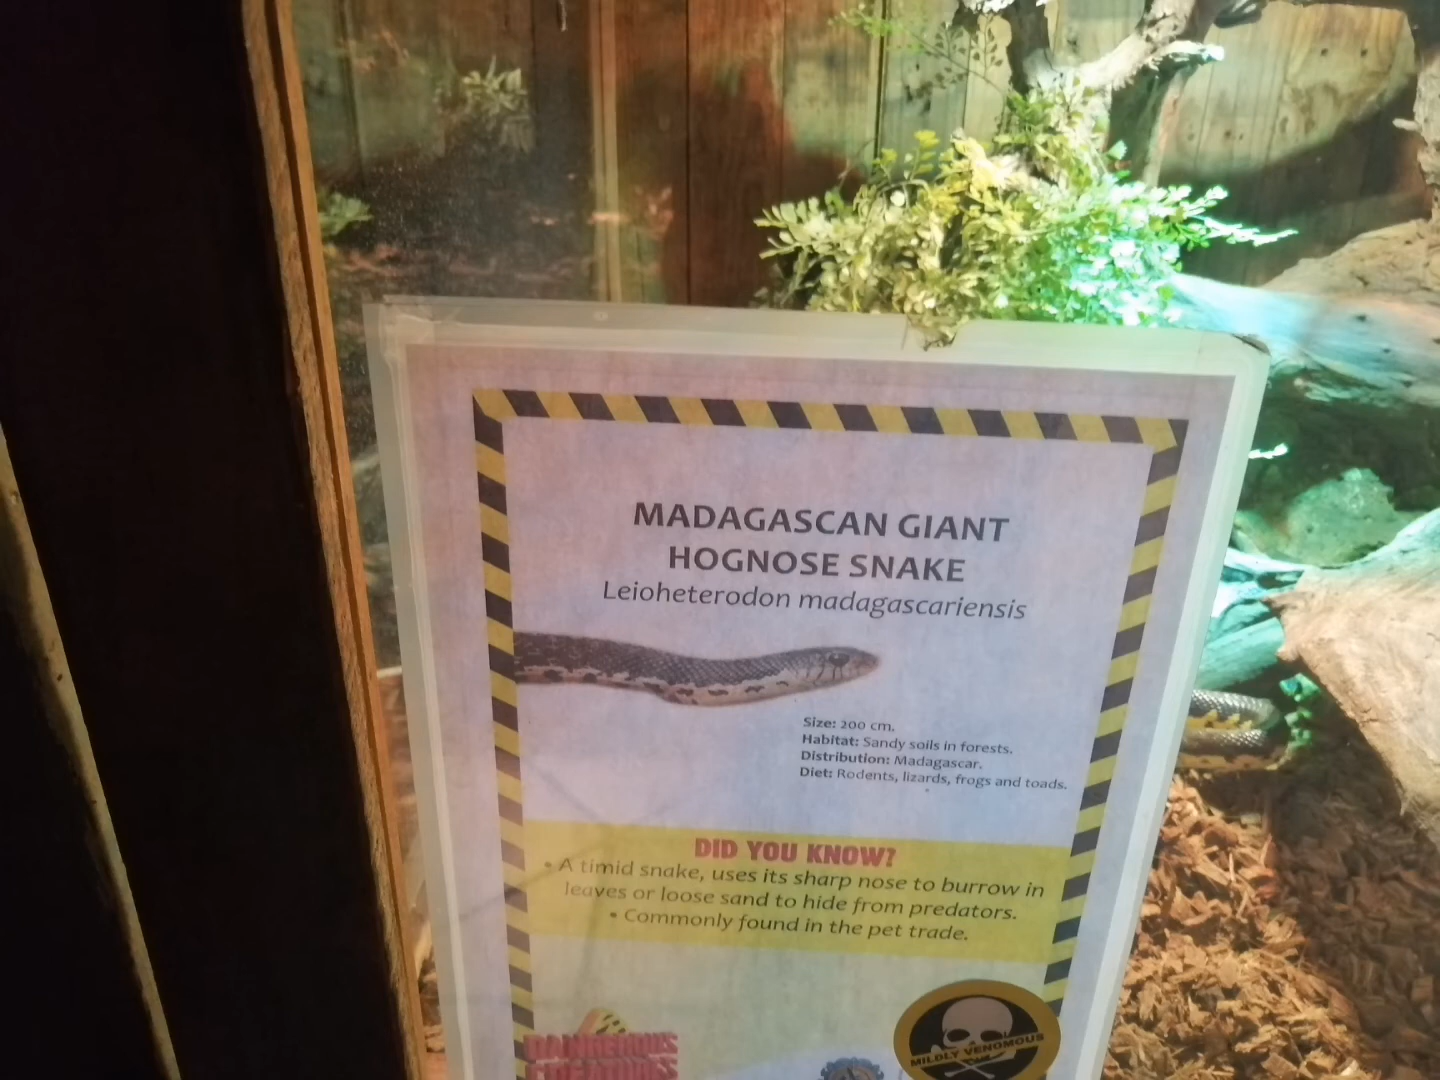 MADAGASCAN GIANT
HOGNOSE SNAKE
Leioheterodon madagascariensis
Size: 200 cm.
Habitat: Sandy soils in forests.
Distribution: Madagascar.
Diet: Rodents, lizards, frogs and toads.
DID YOU KNOW?
• A timid snake, uses its sharp nose to burrow in
leaves or loose sand to hide from predators.
• Commonly found in the pet trade.
DANGEROUS
CREATURES
MILDLY VENOMOUS